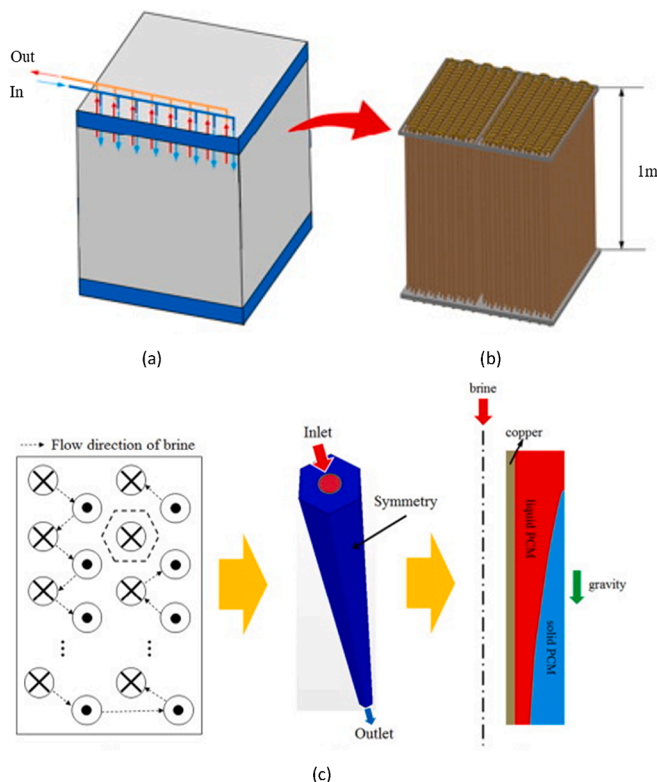 Out
In
1m
(a)
(b)
brine
Flow direction of brine
Inlet
copper
Symmetry
liquid PCM
gravity
solid PCM
Outlet
(c)